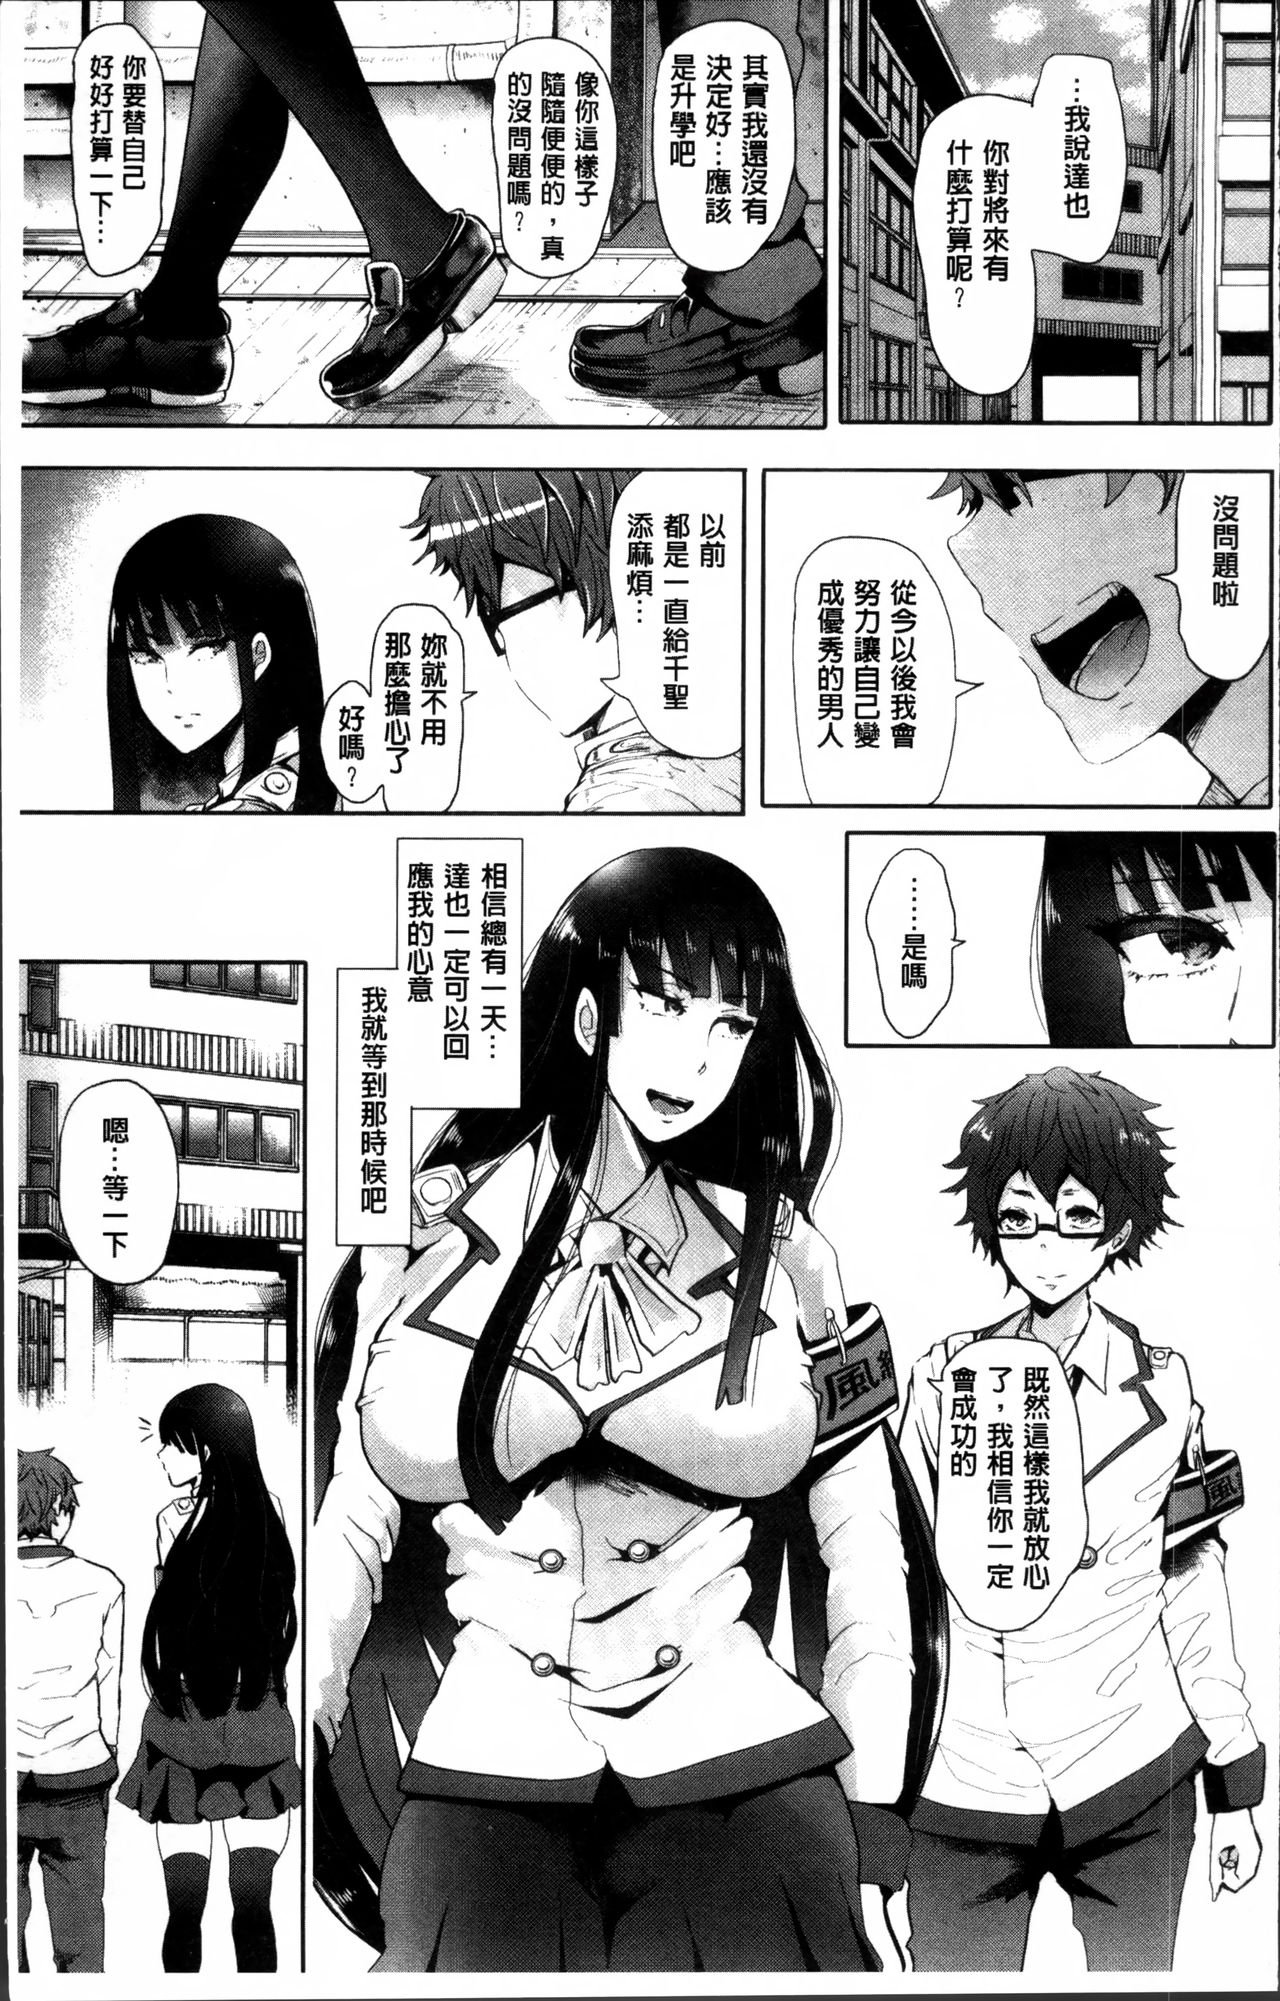 …我說達也
你對將來有
什麼打算呢？
其實我還沒有
決定好…應該
是升學吧
像你這樣子
隨隨便便的，真
的沒問題嗎？
你要替自己
好好打算一下…
沒問題啦
從今以後我會
努力讓自己變
成優秀的男人
以前
都是一直給千聖
添麻煩…
妳就不用
那麼擔心了
好嗎？
……是嗎
既然這樣我就放心
了，我相信你一定
會成功的
風紀
風
相信總有一天…
達也一定可以回
應我的心意
我就等到那時候吧
嗯…等一下